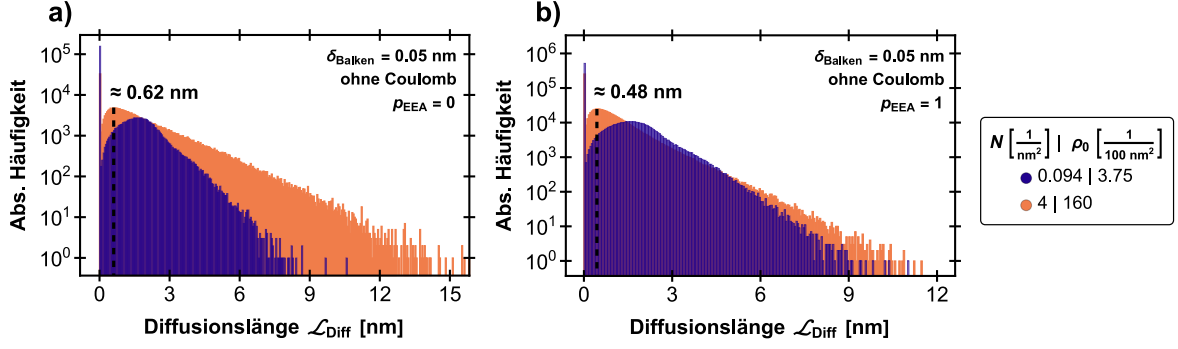 a)
Abs. Häufigkeit
10⁵
10⁴
10³
10²
10¹
10⁰
≈ 0.62 nm
δBalken = 0.05 nm
ohne Coulomb
pEEA = 0
0 3 6 9 12 15
Diffusionslänge ℒDiff [nm]
b)
Abs. Häufigkeit
10⁶
10⁵
10⁴
10³
10²
10¹
10⁰
≈ 0.48 nm
δBalken = 0.05 nm
ohne Coulomb
pEEA = 1
0 3 6 9 12
Diffusionslänge ℒDiff [nm]
N [1/nm²] | ρ₀ [1/100 nm²]
0.094 | 3.75
4 | 160